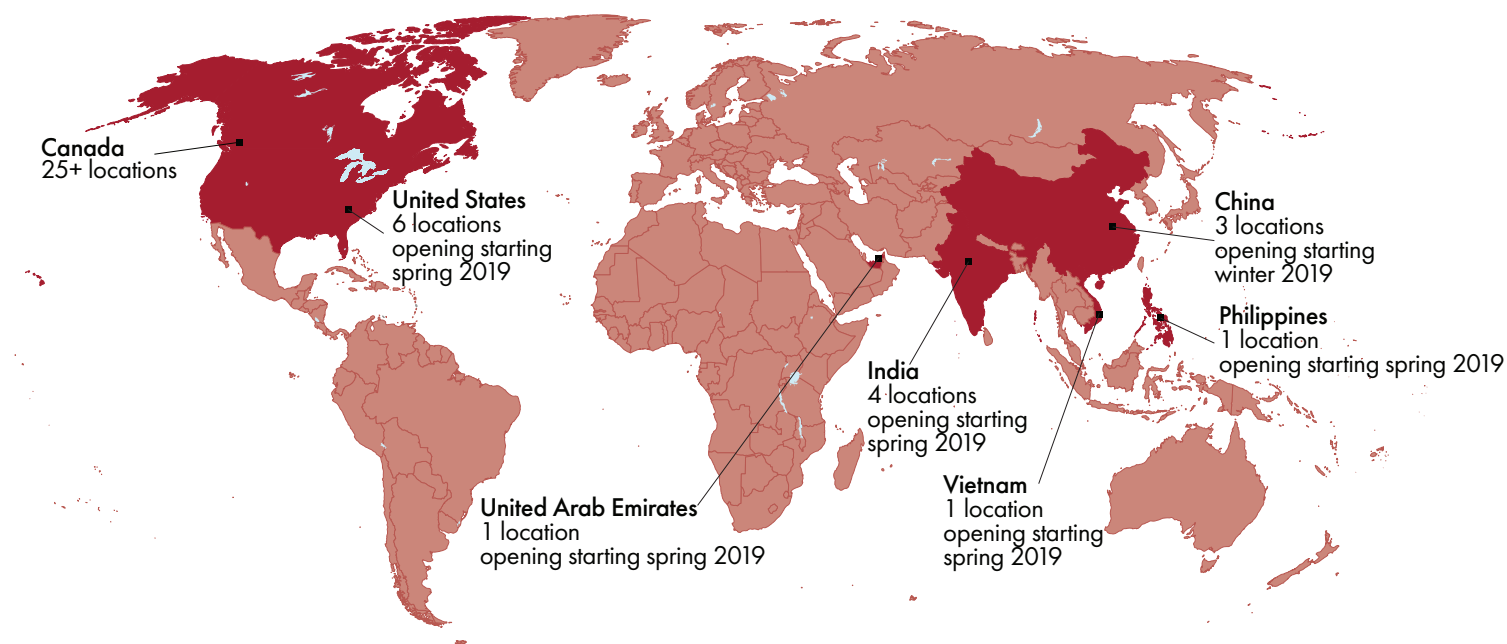 Canada
25+ locations
United States
6 locations
opening starting
spring 2019
China
3 locations
opening starting
winter 2019
Philippines
1 location
opening starting spring 2019
India
4 locations
opening starting
spring 2019
Vietnam
1 location
opening starting
spring 2019
United Arab Emirates
1 location
opening starting spring 2019